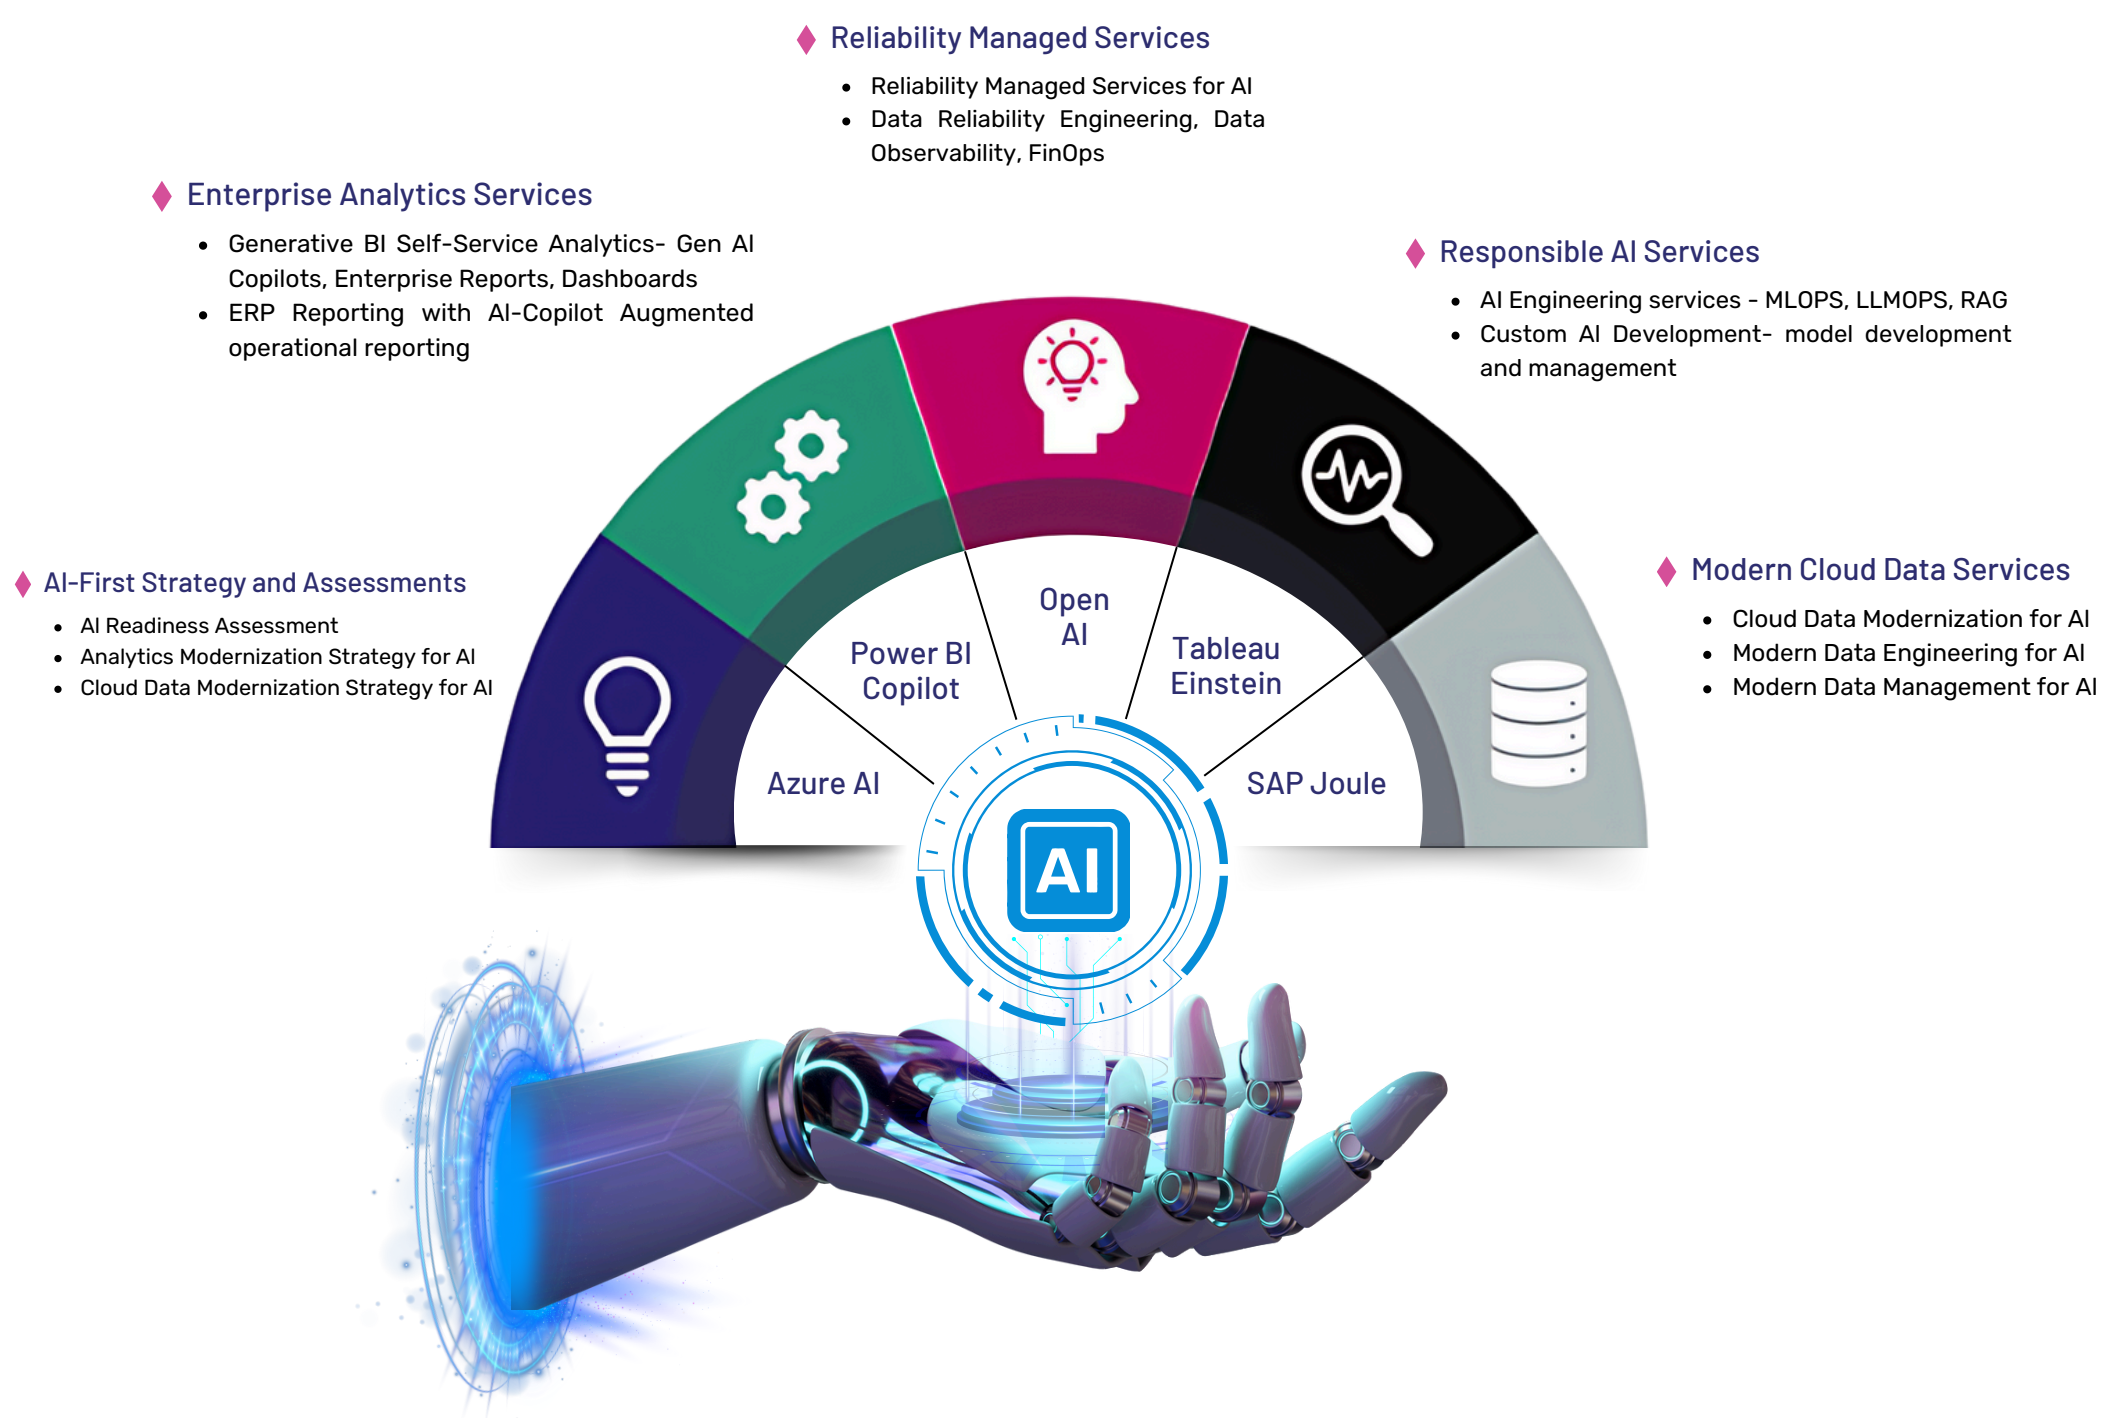 Reliability Managed Services
Reliability Managed Services for AI
Data Reliability Engineering, Data
Observability, FinOps
Enterprise Analytics Services
Generative BI Self-Service Analytics- Gen AI
Copilots, Enterprise Reports, Dashboards
ERP Reporting with AI-Copilot Augmented
operational reporting
Responsible AI Services
AI Engineering services - MLOPS, LLMOPS, RAG
Custom AI Development- model development
and management
AI-First Strategy and Assessments
AI Readiness Assessment
Analytics Modernization Strategy for AI
Cloud Data Modernization Strategy for AI
Modern Cloud Data Services
Cloud Data Modernization for AI
Modern Data Engineering for AI
Modern Data Management for AI
Azure AI
Power BI
Copilot
Open
AI
Tableau
Einstein
SAP Joule
AI